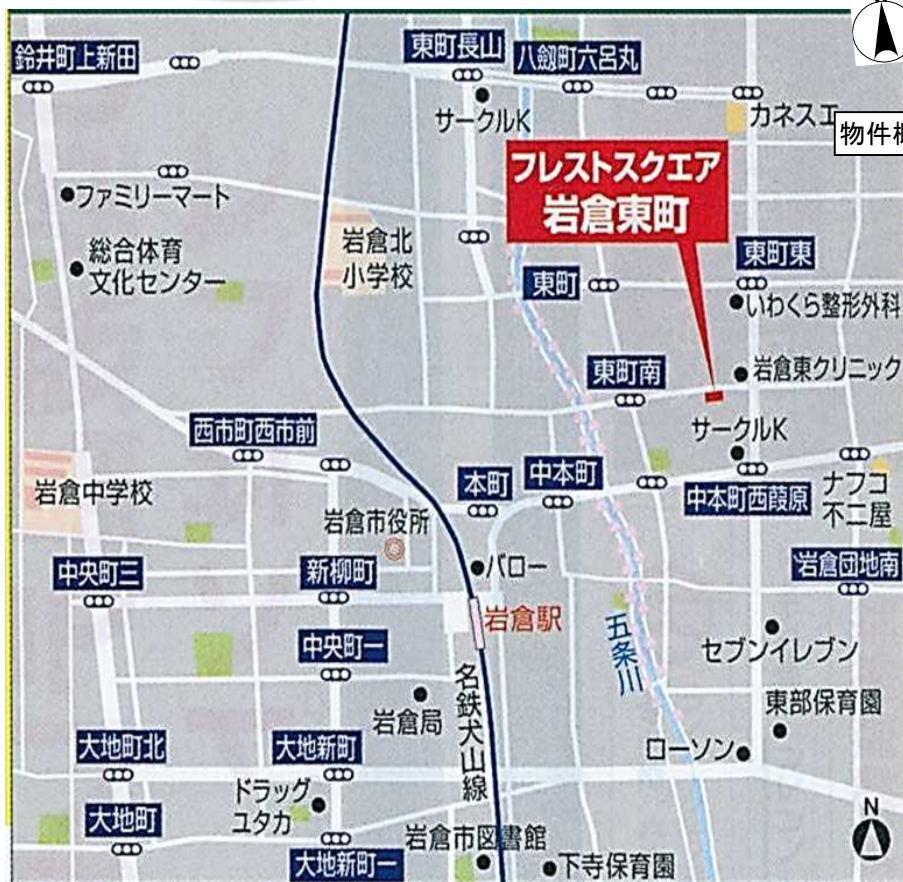 鈴井町上新田
東町長山
八劔町六呂丸
サークルK
カネスエ
物件概
フレストスクエア
岩倉東町
ファミリーマート
総合体育
文化センター
岩倉北
小学校
東町
東町東
いわくら整形外科
東町南
岩倉東クリニック
西市町西市前
サークルK
岩倉中学校
本町
中本町
中本町西葭原
ナフコ
不二屋
岩倉市役所
バロー
中央町三
新柳町
岩倉団地南
岩倉駅
五条川
セブンイレブン
中央町一
名鉄犬山線
岩倉局
東部保育園
大地町北
大地新町
ローソン
ドラッグ
ユタカ
大地町
大地新町一
岩倉市図書館
下寺保育園
N